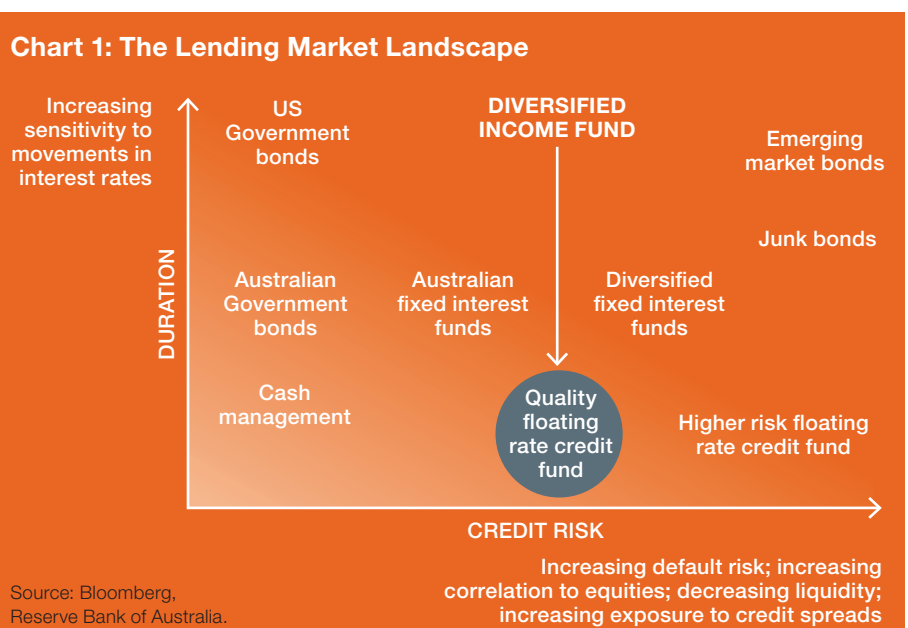 Chart 1: The Lending Market Landscape
Increasing
sensitivity to
movements in
interest rates
US
Government
bonds
DIVERSIFIED
INCOME FUND
Emerging
market bonds
Junk bonds
DURATION
Australian
Government
bonds
Australian
fixed interest
funds
Diversified
fixed interest
funds
Cash
management
Quality
floating
rate credit
fund
Higher risk floating
rate credit fund
CREDIT RISK
Increasing default risk; increasing
correlation to equities; decreasing liquidity;
increasing exposure to credit spreads
Source: Bloomberg,
Reserve Bank of Australia.